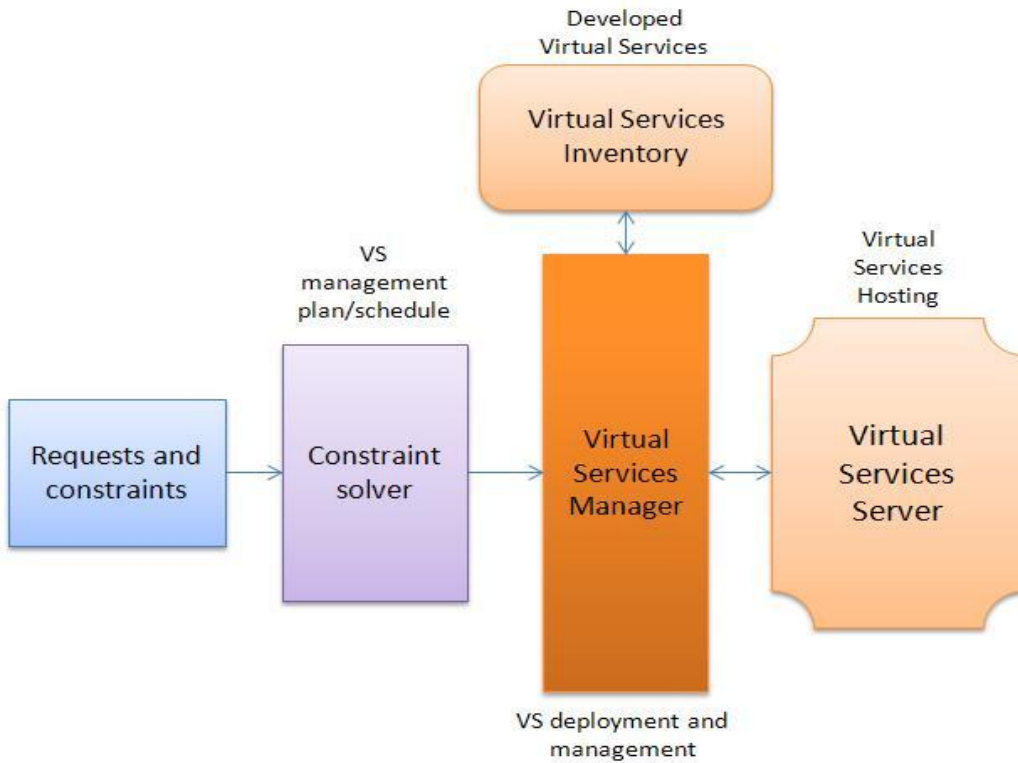 Developed
Virtual Services
Virtual Services
Inventory
VS
management
plan/schedule
Virtual
Services
Hosting
Requests and
constraints
Constraint
solver
Virtual
Services
Manager
Virtual
Services
Server
VS deployment and
management